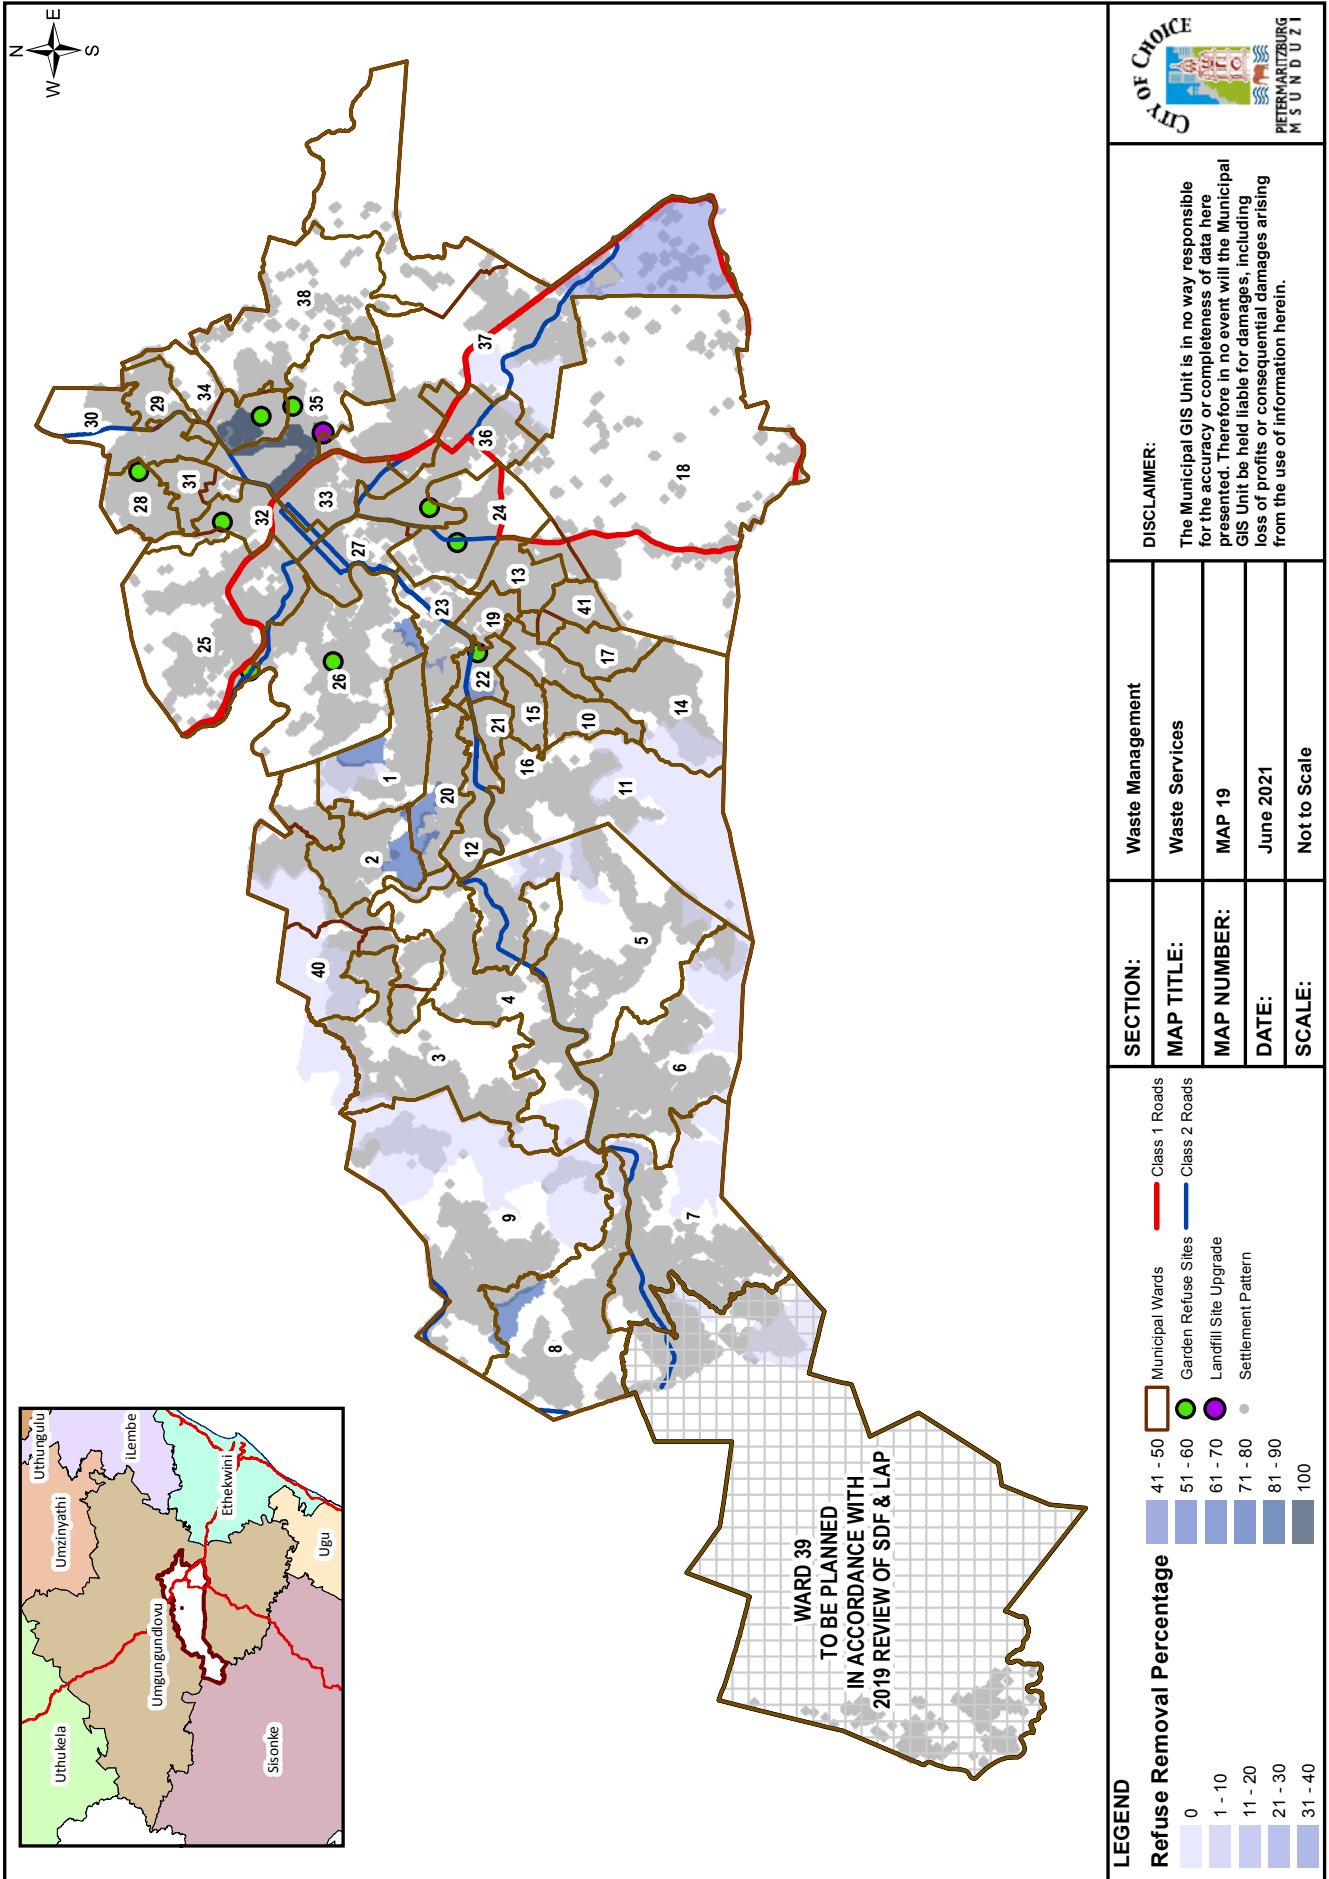 N
W
E
S
Uthungulu
Umzinyathi
iLembe
Uthukela
Umgungundlovu
Ethekwini
Ugu
Sisonke
30
29
34
38
28
31
35
32
33
37
25
36
27
24
18
26
23
13
19
41
22
17
21
15
10
14
1
16
20
11
2
12
40
5
4
3
6
9
7
8
WARD 39
TO BE PLANNED
IN ACCORDANCE WITH
2019 REVIEW OF SDF & LAP
LEGEND
Refuse Removal Percentage
0
1 - 10
11 - 20
21 - 30
31 - 40
41 - 50
51 - 60
61 - 70
71 - 80
81 - 90
100
Municipal Wards
Garden Refuse Sites
Landfill Site Upgrade
Settlement Pattern
Class 1 Roads
Class 2 Roads
SECTION:
Waste Management
MAP TITLE:
Waste Services
MAP NUMBER:
MAP 19
DATE:
June 2021
SCALE:
Not to Scale
DISCLAIMER:
The Municipal GIS Unit is in no way responsible
for the accuracy or completeness of data here
presented. Therefore in no event will the Municipal
GIS Unit be held liable for damages, including
loss of profits or consequential damages arising
from the use of information herein.
CITY OF CHOICE
PIETERMARITZBURG
MSUNDUZI